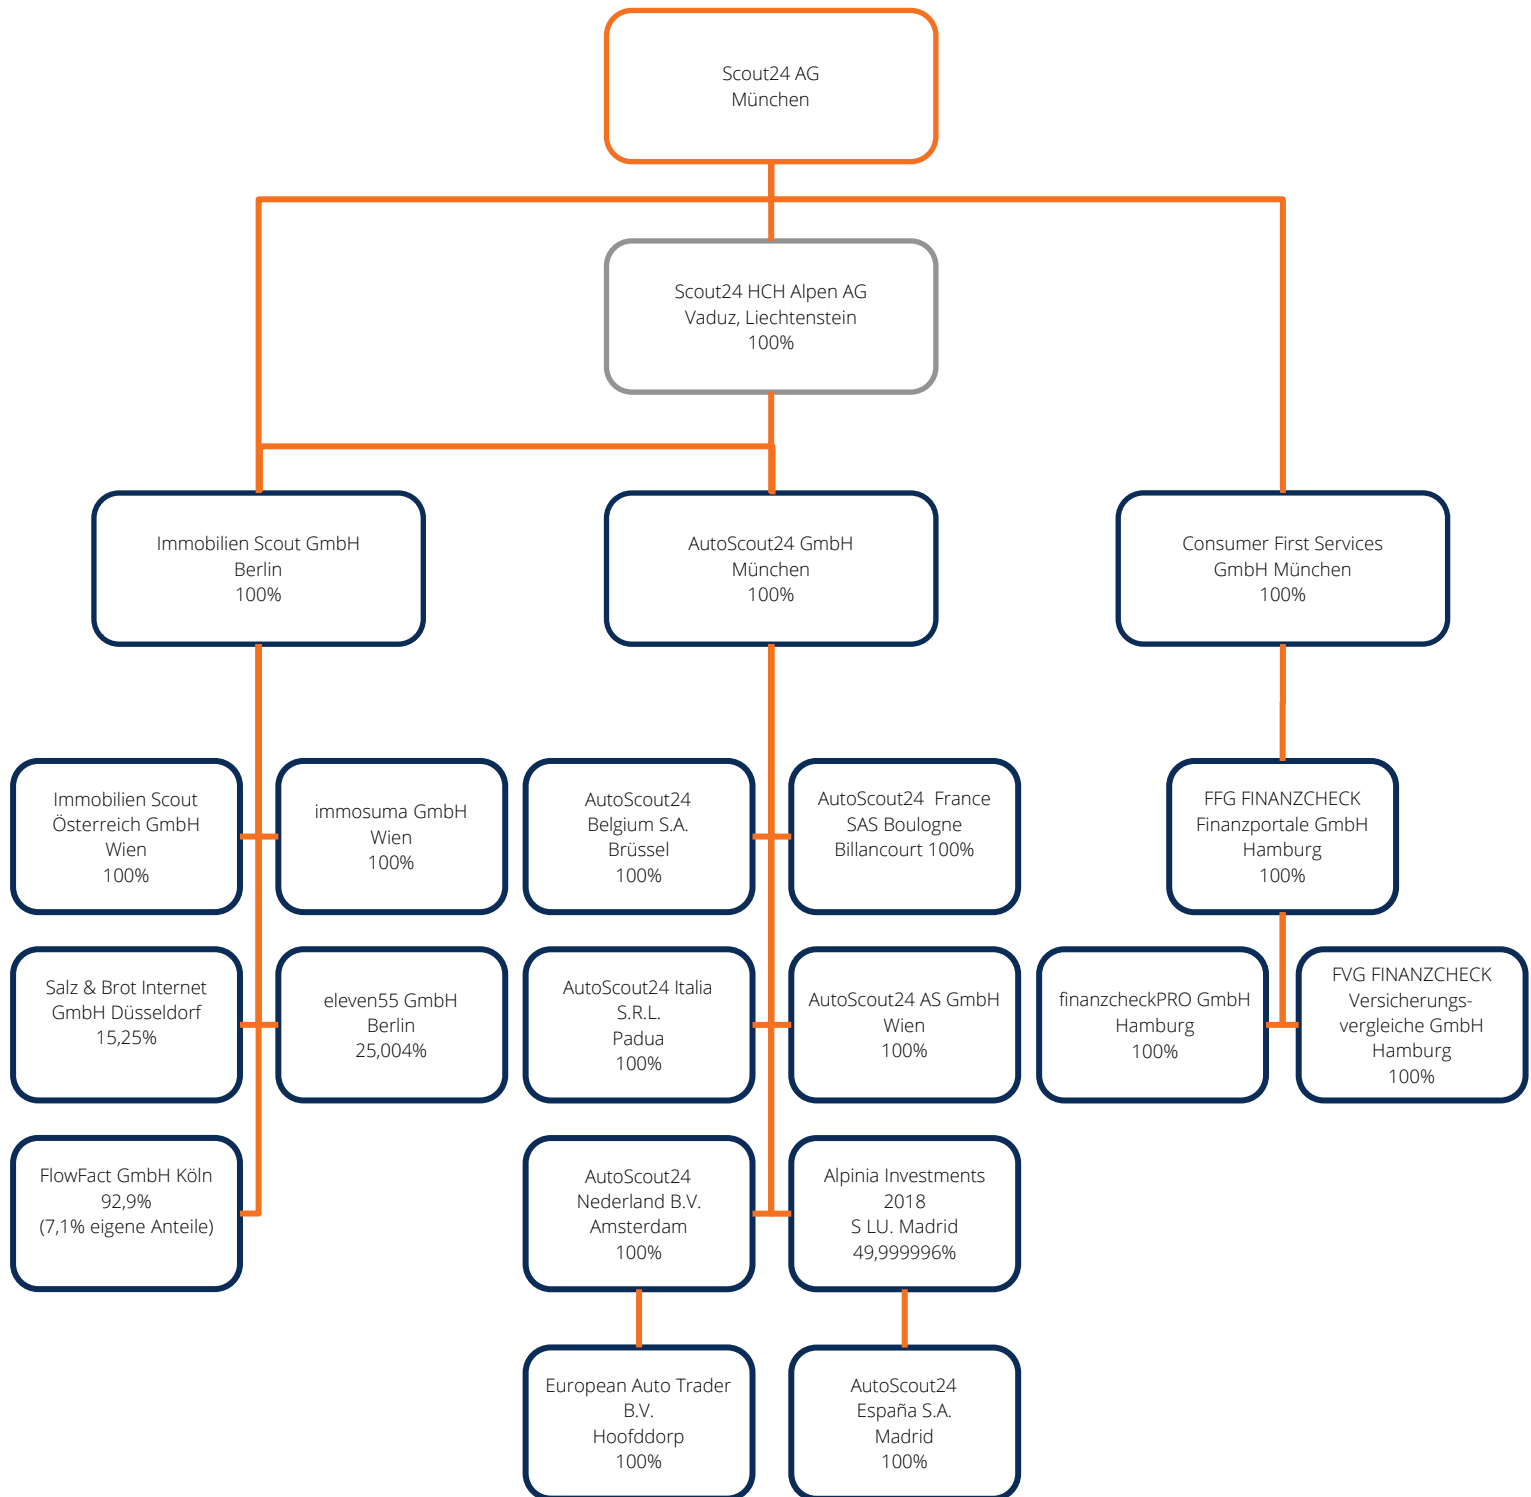 Scout24 AG
München
Scout24 HCH Alpen AG
Vaduz, Liechtenstein
100%
Immobilien Scout GmbH
Berlin
100%
AutoScout24 GmbH
München
100%
Consumer First Services
GmbH München
100%
Immobilien Scout
Österreich GmbH
Wien
100%
immosuma GmbH
Wien
100%
AutoScout24
Belgium S.A.
Brüssel
100%
AutoScout24 France
SAS Boulogne
Billancourt 100%
FFG FINANZCHECK
Finanzportale GmbH
Hamburg
100%
Salz & Brot Internet
GmbH Düsseldorf
15,25%
eleven55 GmbH
Berlin
25,004%
AutoScout24 Italia
S.R.L.
Padua
100%
AutoScout24 AS GmbH
Wien
100%
finanzcheckPRO GmbH
Hamburg
100%
FVG FINANZCHECK
Versicherungs-
vergleiche GmbH
Hamburg
100%
FlowFact GmbH Köln
92,9%
(7,1% eigene Anteile)
AutoScout24
Nederland B.V.
Amsterdam
100%
Alpinia Investments
2018
S LU. Madrid
49,999996%
European Auto Trader
B.V.
Hoofddorp
100%
AutoScout24
España S.A.
Madrid
100%